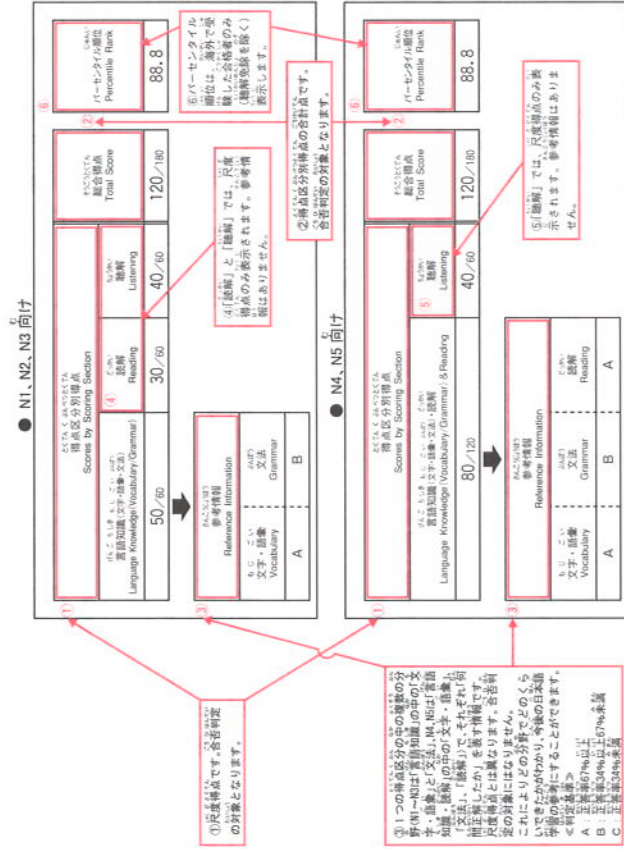 ● N1、N2、N3 向け
①
得点区分別得点
Scores by Scoring Section
言語知識(文字・語彙・文法)
Language Knowledge(Vocabulary/Grammar)
④
読解
Reading
聴解
Listening
50/60
30/60
40/60
②
総合得点
Total Score
120/180
⑥
パーセンタイル順位
Percentile Rank
88.8
③
参考情報
Reference Information
文字・語彙
Vocabulary
文法
Grammar
A
B
④「読解」と「聴解」では、尺度
得点のみ表示されます。参考情
報はありません。
⑥パーセンタイル
順位は、海外で受
験した合格者のみ
(聴解免除を除く)
表示します。
②得点区分別得点の合計点です。
合否判定の対象となります。
①尺度得点です。合否判定
の対象となります。
● N4、N5 向け
①
得点区分別得点
Scores by Scoring Section
言語知識(文字・語彙・文法)・読解
Language Knowledge(Vocabulary/Grammar)&Reading
⑤
聴解
Listening
80/120
40/60
②
総合得点
Total Score
120/180
⑥
パーセンタイル順位
Percentile Rank
88.8
③
参考情報
Reference Information
文字・語彙
Vocabulary
文法
Grammar
読解
Reading
A
B
A
⑤「聴解」では、尺度得点のみ表
示されます。参考情報はありま
せん。
③1つの得点区分の中の複数の分
野(N1~N3は「言語知識」の中の「文
字・語彙」と「文法」、N4,N5は「言語
知識・読解」の中の「文字・語彙」、
「文法」、「読解」)で、それぞれ「何
問正解したか」を表す情報です。
尺度得点とは異なります。合否判
定の対象にはなりません。
これによりどの分野でどのくら
いできたかがわかり、今後の日本語
学習の参考にすることができます。
≪判定基準≫
A:正答率67%以上
B:正答率34%以上67%未満
C:正答率34%未満